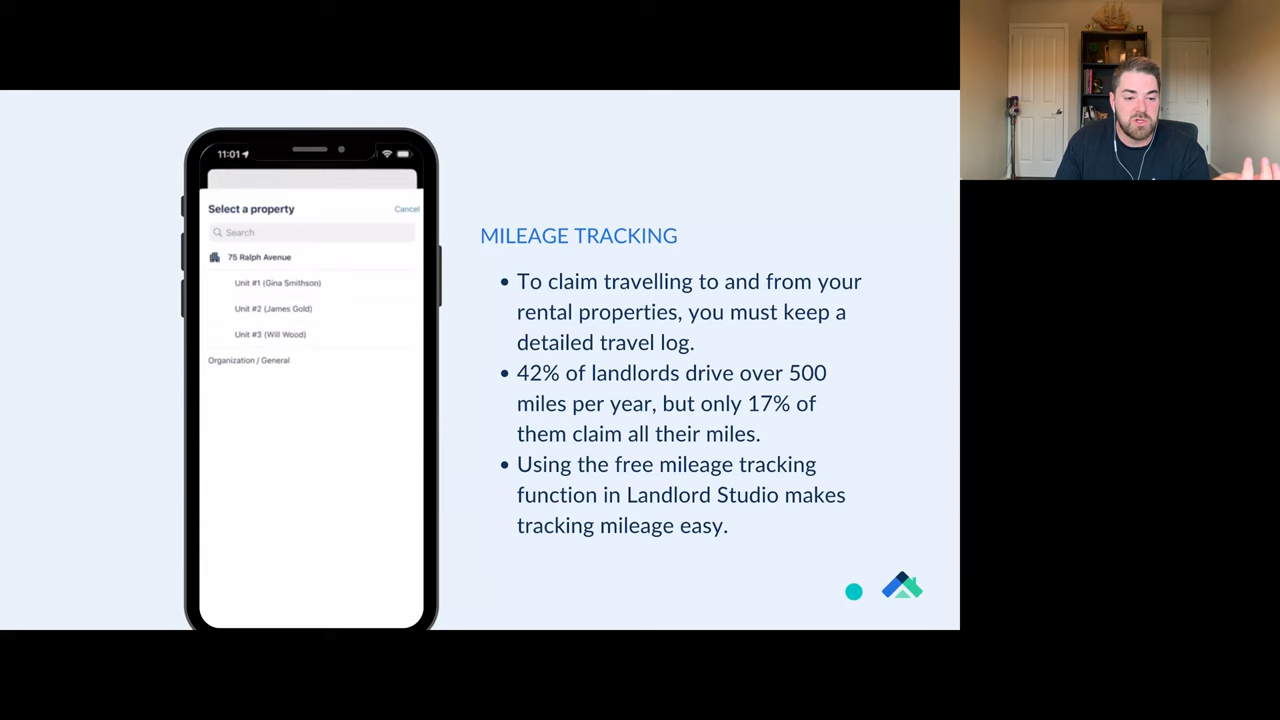 11:01
Select a property
Cancel
Search
75 Ralph Avenue
Unit #1 (Gina Smithson)
Unit #2 (James Gold)
Unit #3 (Will Wood)
Organization / General
MILEAGE TRACKING
• To claim travelling to and from your
rental properties, you must keep a
detailed travel log.
• 42% of landlords drive over 500
miles per year, but only 17% of
them claim all their miles.
• Using the free mileage tracking
function in Landlord Studio makes
tracking mileage easy.